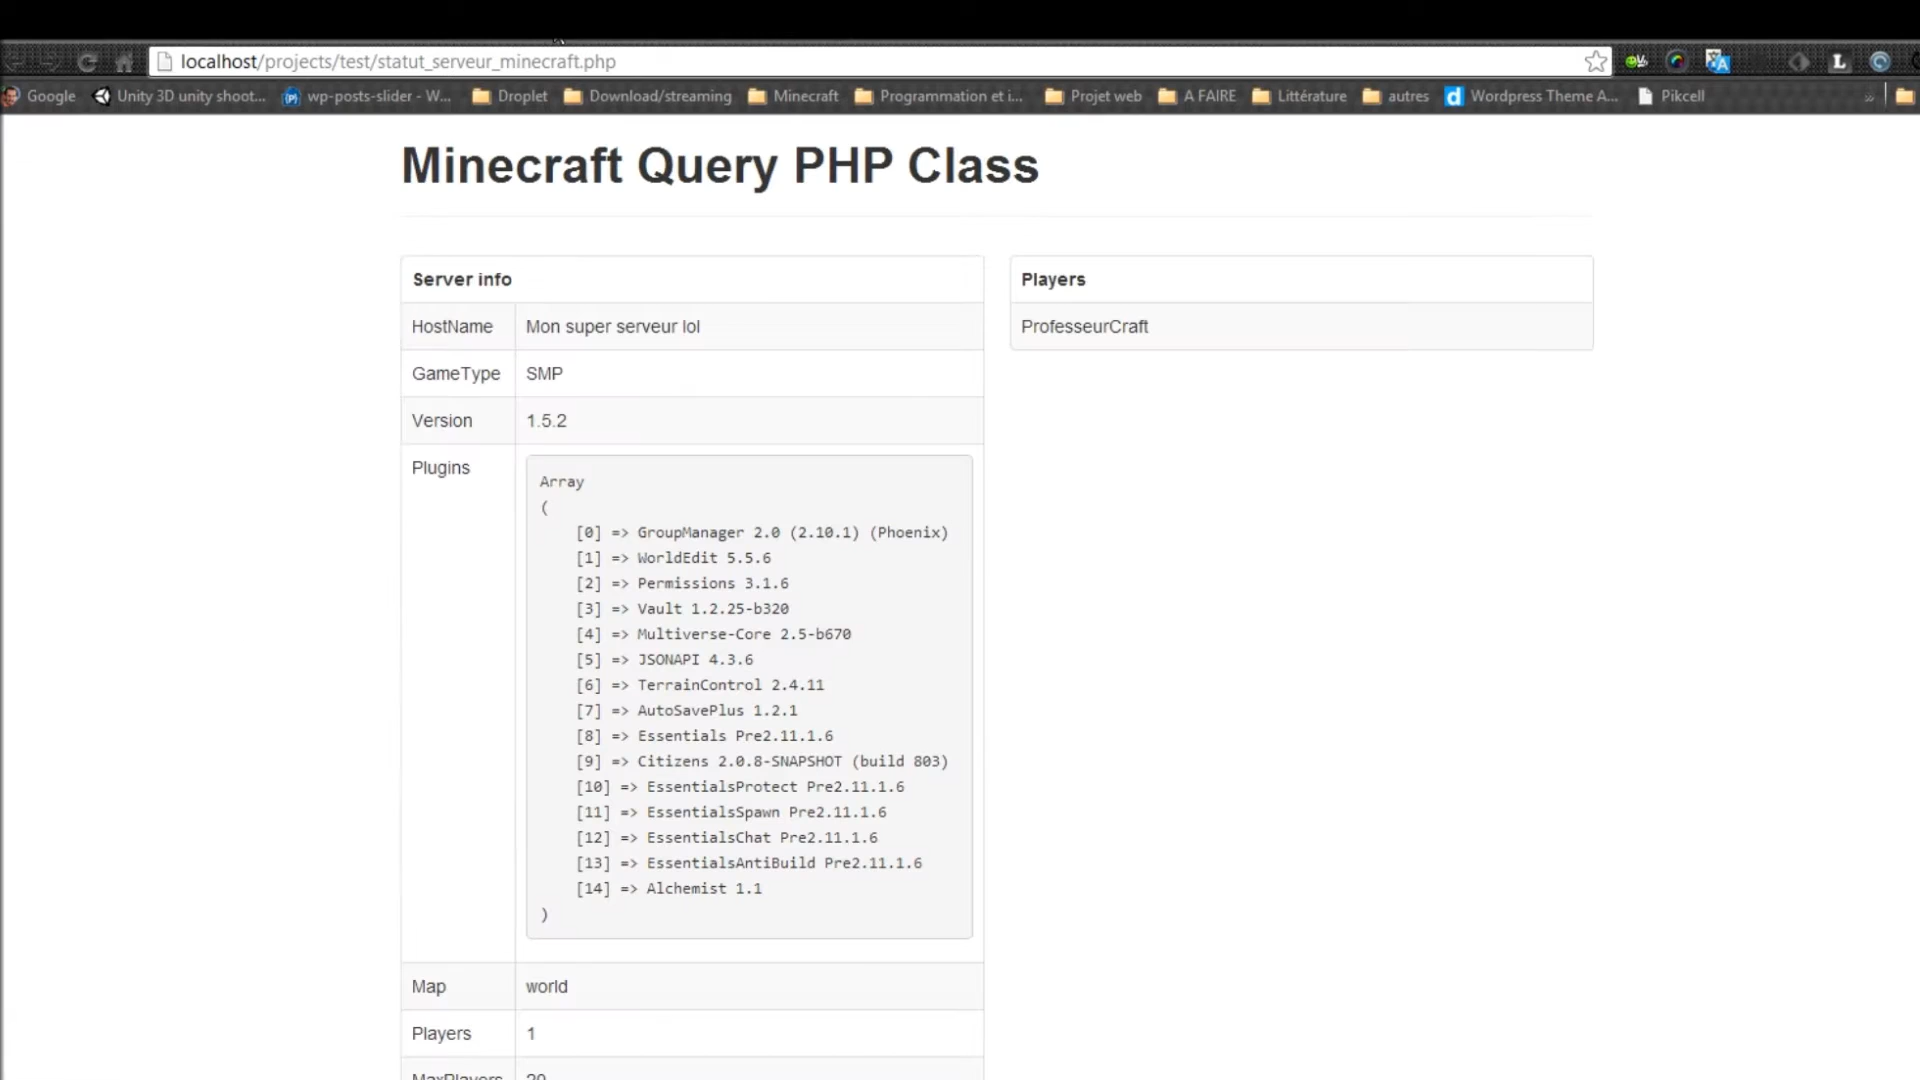 localhost/projects/test/statut_serveur_minecraft.php
Google Unity 3D unity shoot... wp-posts-slider - W... Droplet Download/streaming Minecraft Programmation et i... Projet web A FAIRE Littérature autres Wordpress Theme A... Pikcell »
Minecraft Query PHP Class
Server info
HostName Mon super serveur lol
GameType SMP
Version 1.5.2
Plugins
Array
(
[0] => GroupManager 2.0 (2.10.1) (Phoenix)
[1] => WorldEdit 5.5.6
[2] => Permissions 3.1.6
[3] => Vault 1.2.25-b320
[4] => Multiverse-Core 2.5-b670
[5] => JSONAPI 4.3.6
[6] => TerrainControl 2.4.11
[7] => AutoSavePlus 1.2.1
[8] => Essentials Pre2.11.1.6
[9] => Citizens 2.0.8-SNAPSHOT (build 803)
[10] => EssentialsProtect Pre2.11.1.6
[11] => EssentialsSpawn Pre2.11.1.6
[12] => EssentialsChat Pre2.11.1.6
[13] => EssentialsAntiBuild Pre2.11.1.6
[14] => Alchemist 1.1
)
Map world
Players 1
MaxPlayers 20
Players
ProfesseurCraft